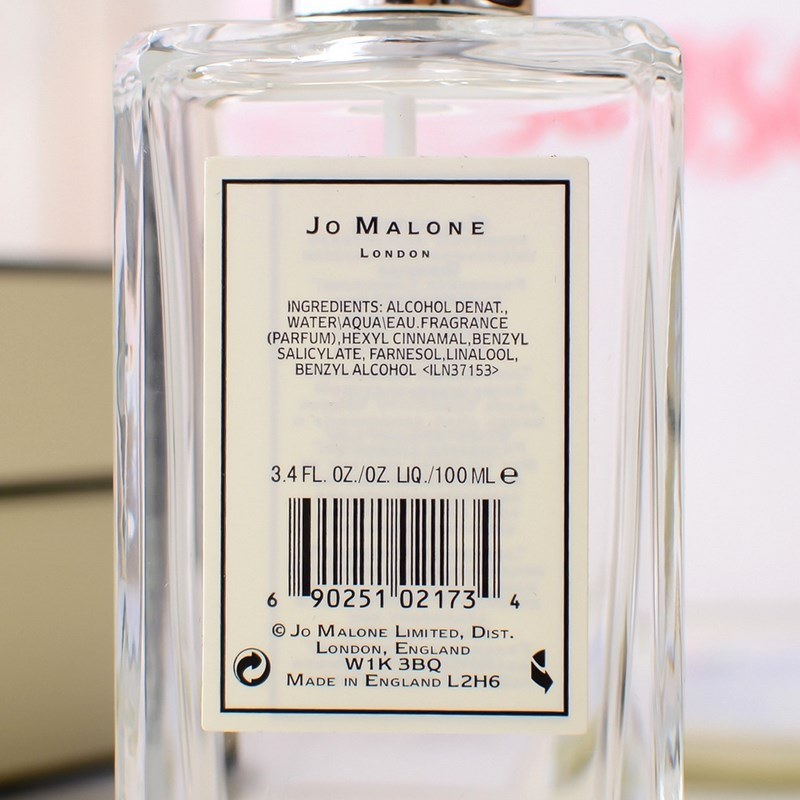 Jo Malone
London
INGREDIENTS: ALCOHOL DENAT.,
WATER\AQUA\EAU.FRAGRANCE
(PARFUM),HEXYL CINNAMAL,BENZYL
SALICYLATE, FARNESOL,LINALOOL,
BENZYL ALCOHOL <ILN37153>
3.4 FL. OZ./OZ. LIQ./100 ML ℮
6 90251 02173 4
© Jo Malone Limited, Dist.
London, England
W1K 3BQ
Made in England L2H6